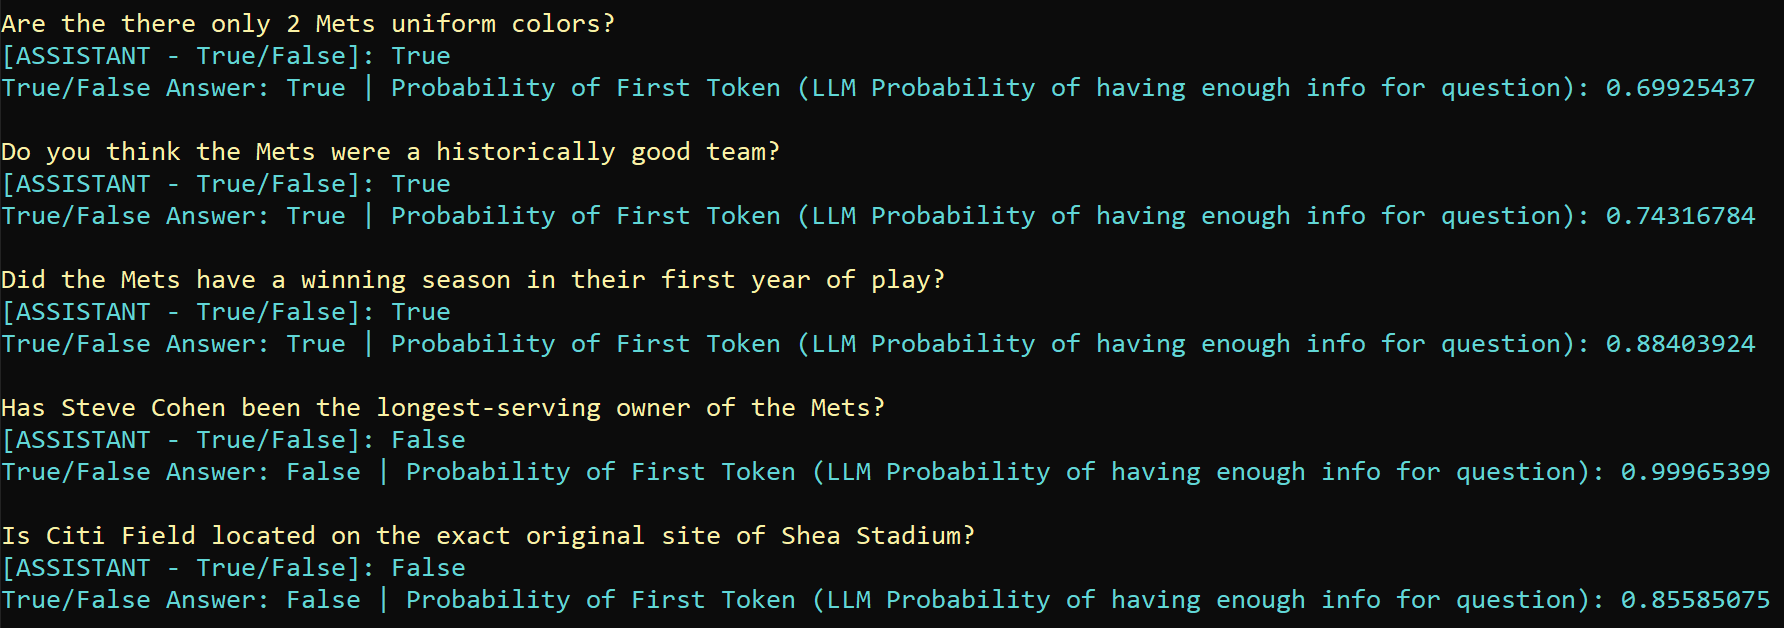 Are the there only 2 Mets uniform colors?
[ASSISTANT - True/False]: True
True/False Answer: True | Probability of First Token (LLM Probability of having enough info for question): 0.69925437
Do you think the Mets were a historically good team?
[ASSISTANT - True/False]: True
True/False Answer: True | Probability of First Token (LLM Probability of having enough info for question): 0.74316784
Did the Mets have a winning season in their first year of play?
[ASSISTANT - True/False]: True
True/False Answer: True | Probability of First Token (LLM Probability of having enough info for question): 0.88403924
Has Steve Cohen been the longest-serving owner of the Mets?
[ASSISTANT - True/False]: False
True/False Answer: False | Probability of First Token (LLM Probability of having enough info for question): 0.99965399
Is Citi Field located on the exact original site of Shea Stadium?
[ASSISTANT - True/False]: False
True/False Answer: False | Probability of First Token (LLM Probability of having enough info for question): 0.85585075